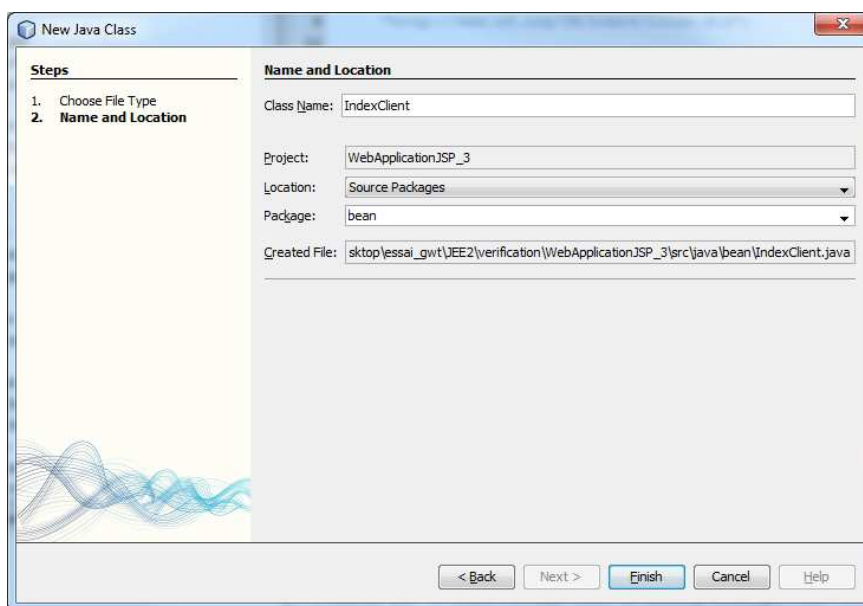 New Java Class
Steps
1. Choose File Type
2. Name and Location
Name and Location
Class Name: IndexClient
Project: WebApplicationJSP_3
Location: Source Packages
Package: bean
Created File: sktop\essai_gwt\JEE2\verification\WebApplicationJSP_3\src\java\bean\IndexClient.java
< Back Next > Finish Cancel Help